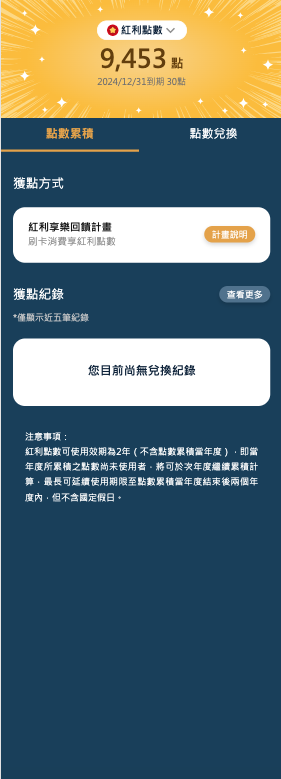 紅利點數
9,453 點
2024/12/31到期 30點
點數累積 點數兌換
獲點方式
紅利享樂回饋計畫
刷卡消費享紅利點數
計畫說明
獲點紀錄
查看更多
*僅顯示近五筆紀錄
您目前尚無兌換紀錄
注意事項：
紅利點數可使用效期為2年（不含點數累積當年度），即當
年度所累積之點數尚未使用者，將可於次年度繼續累積計
算，最長可延續使用期限至點數累積當年度結束後兩個年
度內，但不含國定假日。